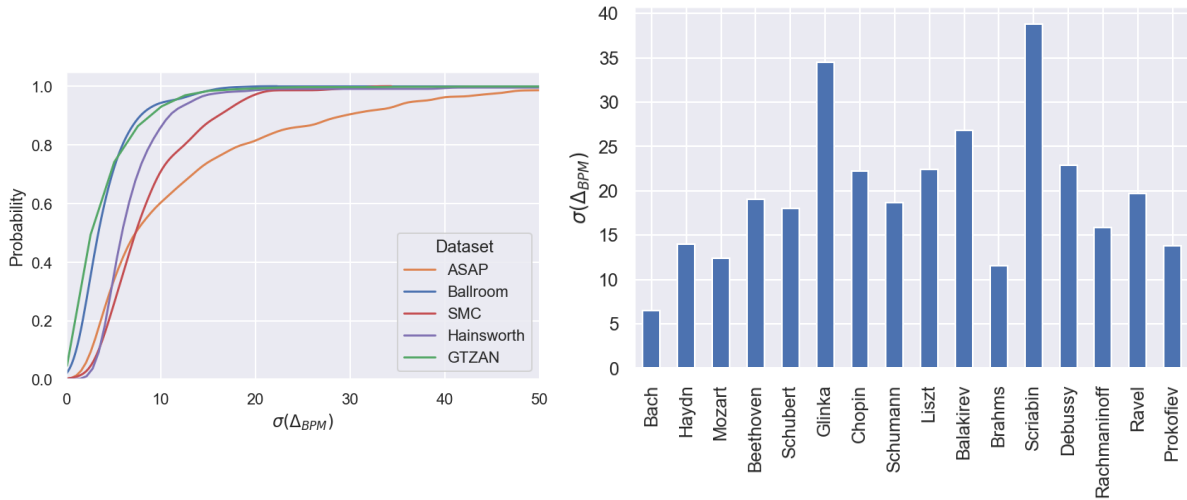 Probability
1.0
0.8
0.6
0.4
0.2
0.0
0 10 20 30 40 50
σ(Δ_BPM)
Dataset
ASAP
Ballroom
SMC
Hainsworth
GTZAN
σ(Δ_BPM)
40
35
30
25
20
15
10
5
0
Bach
Haydn
Mozart
Beethoven
Schubert
Glinka
Chopin
Schumann
Liszt
Balakirev
Brahms
Scriabin
Debussy
Rachmaninoff
Ravel
Prokofiev